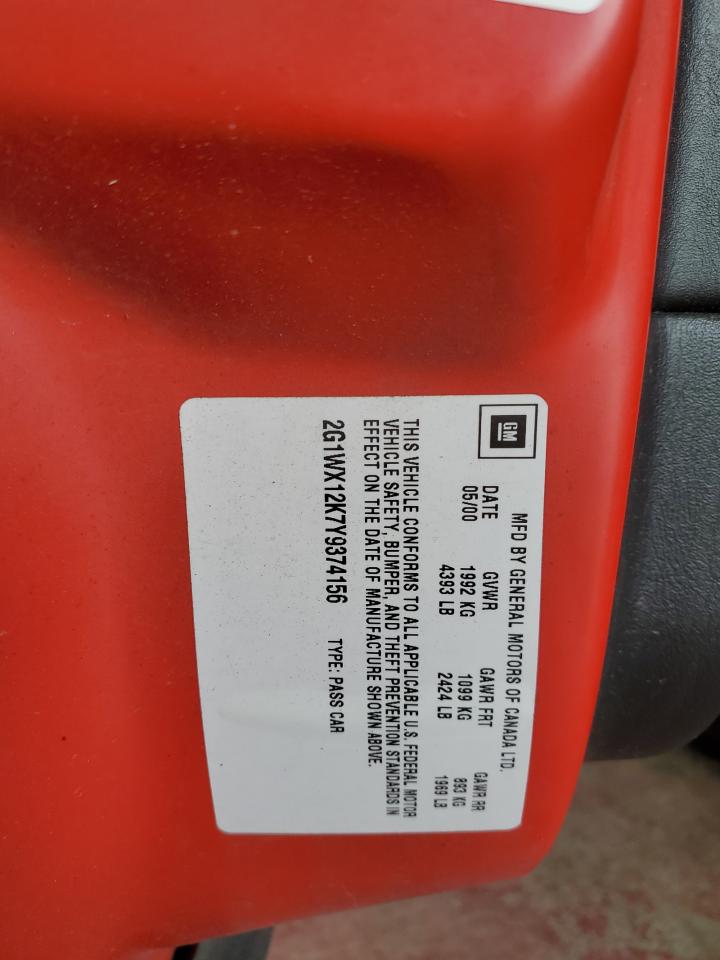 GM
MFD BY GENERAL MOTORS OF CANADA LTD.
DATE GVWR GAWR FRT GAWR RR
05/00 1992 KG 1099 KG 893 KG
4393 LB 2424 LB 1969 LB
THIS VEHICLE CONFORMS TO ALL APPLICABLE U.S. FEDERAL MOTOR
VEHICLE SAFETY, BUMPER, AND THEFT PREVENTION STANDARDS IN
EFFECT ON THE DATE OF MANUFACTURE SHOWN ABOVE.
2G1WX12K7Y9374156 TYPE: PASS CAR